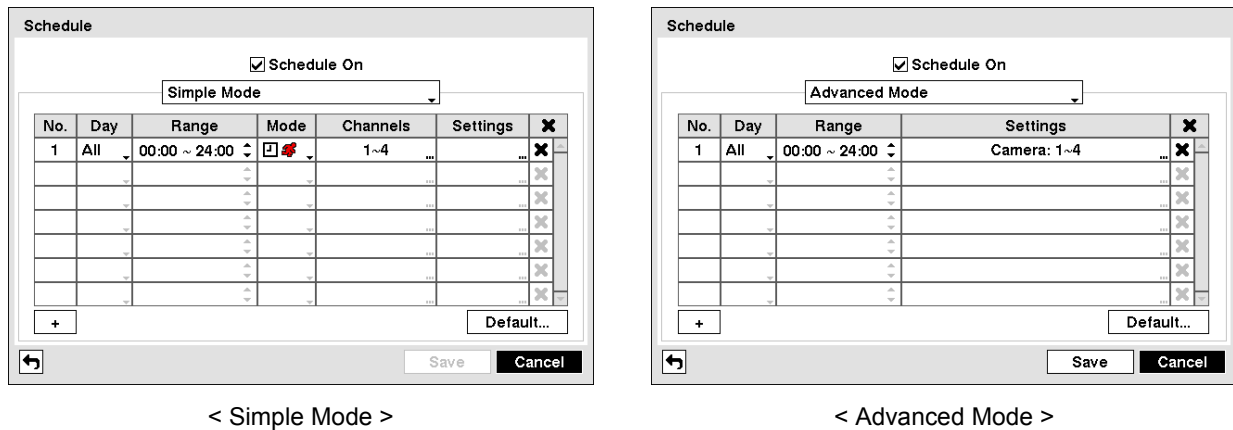 Schedule
Schedule On
Simple Mode
No. Day Range Mode Channels Settings
1 All 00:00 ~ 24:00 1~4 ...
+ Default...
Save Cancel
< Simple Mode >
Schedule
Schedule On
Advanced Mode
No. Day Range Settings
1 All 00:00 ~ 24:00 Camera: 1~4 ...
+ Default...
Save Cancel
< Advanced Mode >